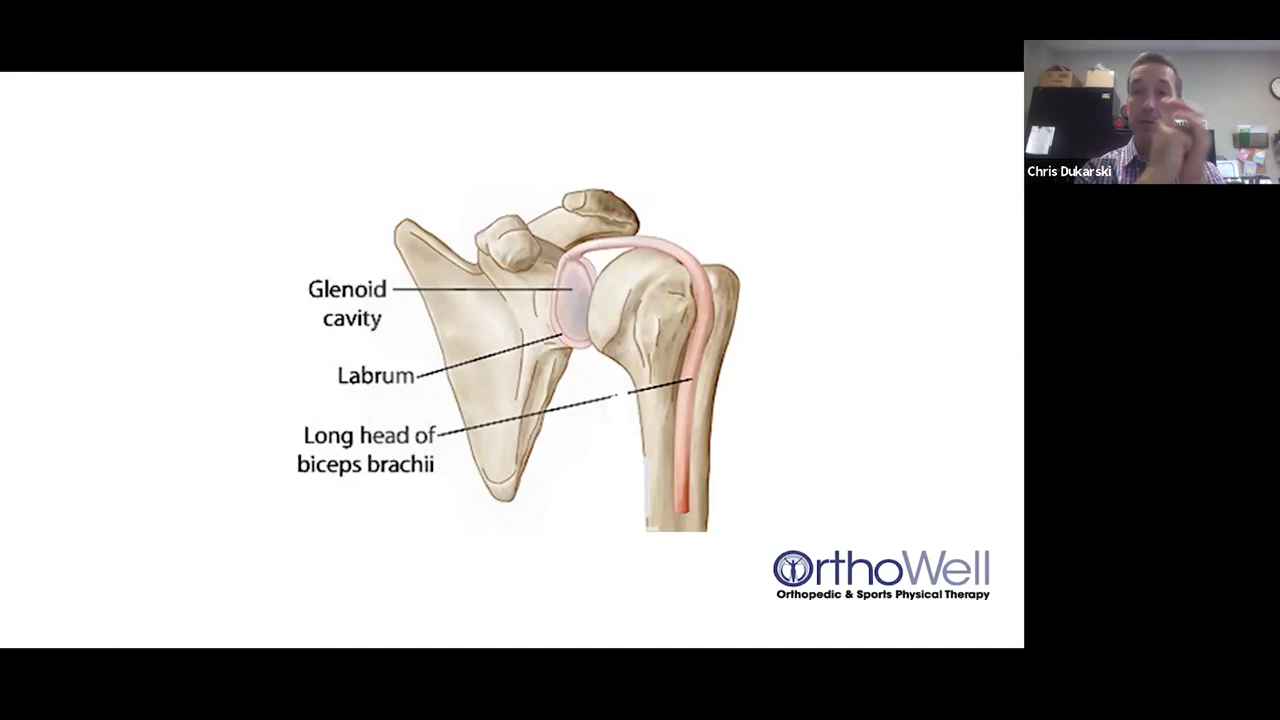 Chris Dukarski
Glenoid
cavity
Labrum
Long head of
biceps brachii
OrthoWell
Orthopedic & Sports Physical Therapy